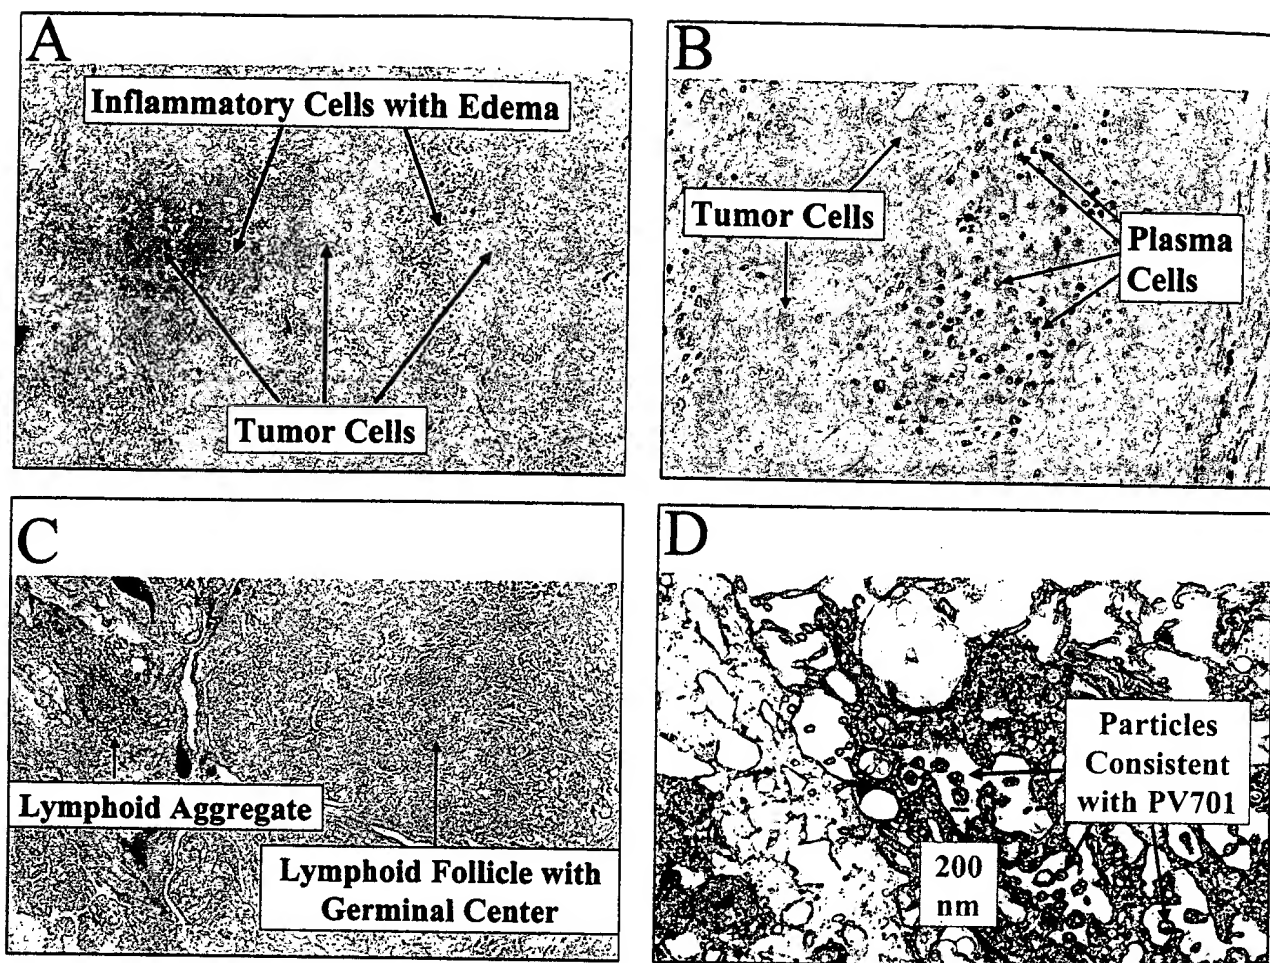 A
Inflammatory Cells with Edema
Tumor Cells
B
Tumor Cells
Plasma
Cells
C
Lymphoid Aggregate
Lymphoid Follicle with
Germinal Center
D
Particles
Consistent
with PV701
200
nm